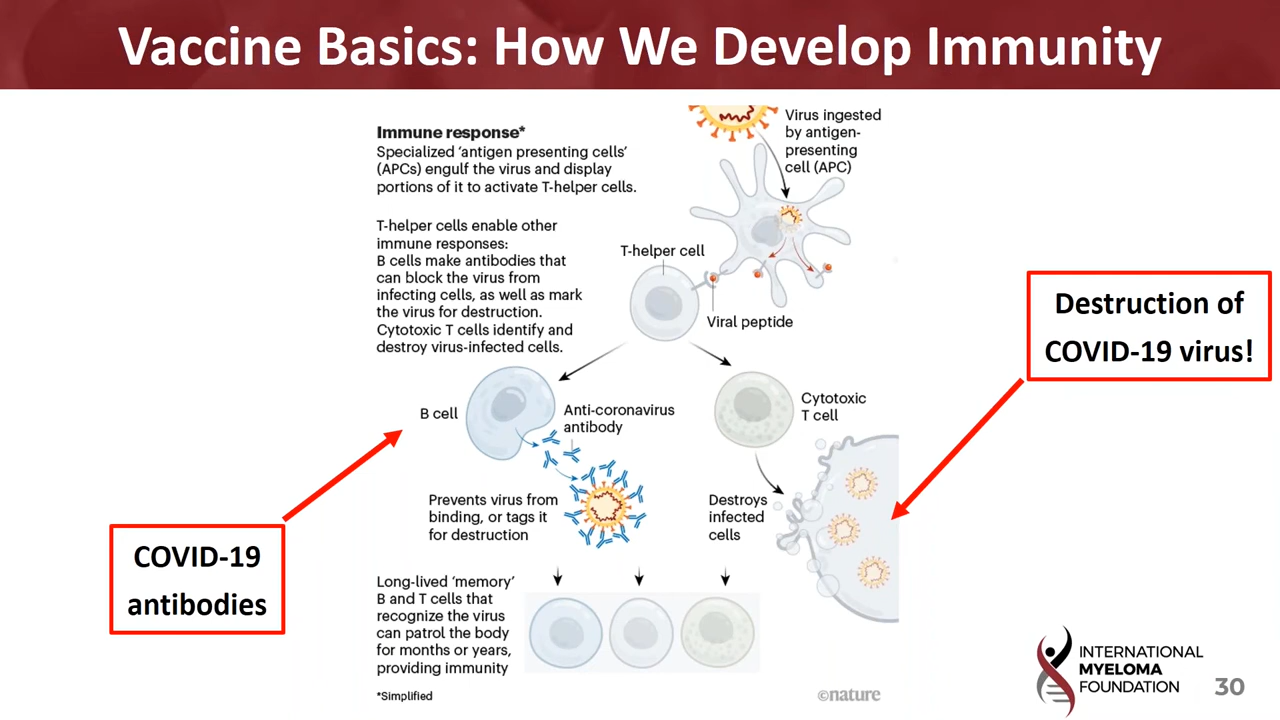 Vaccine Basics: How We Develop Immunity
Immune response*
Specialized ‘antigen presenting cells’
(APCs) engulf the virus and display
portions of it to activate T-helper cells.
T-helper cells enable other
immune responses:
B cells make antibodies that
can block the virus from
infecting cells, as well as mark
the virus for destruction.
Cytotoxic T cells identify and
destroy virus-infected cells.
Virus ingested
by antigen-
presenting
cell (APC)
T-helper cell
Viral peptide
B cell
Anti-coronavirus
antibody
Cytotoxic
T cell
Prevents virus from
binding, or tags it
for destruction
Destroys
infected
cells
Long-lived ‘memory’
B and T cells that
recognize the virus
can patrol the body
for months or years,
providing immunity
*Simplified
©nature
COVID-19
antibodies
Destruction of
COVID-19 virus!
INTERNATIONAL
MYELOMA
FOUNDATION
30